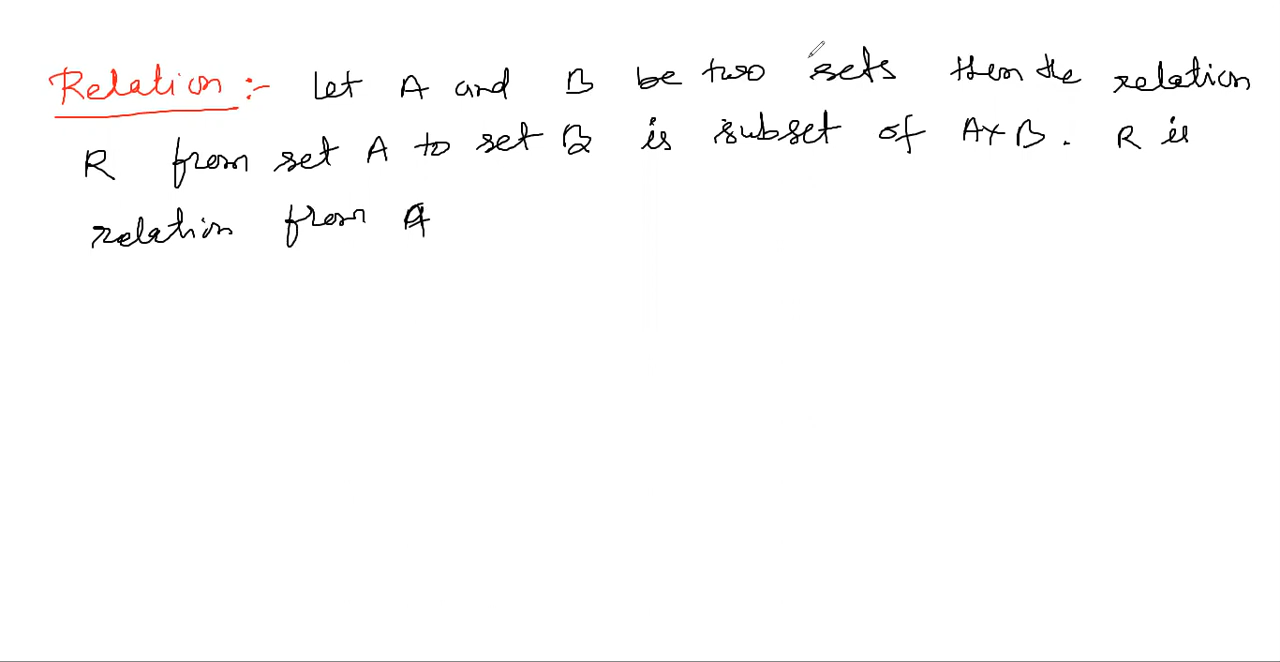 Relation :- Let A and B be two sets then the relation
R from set A to set B is subset of A×B. R is
relation from A